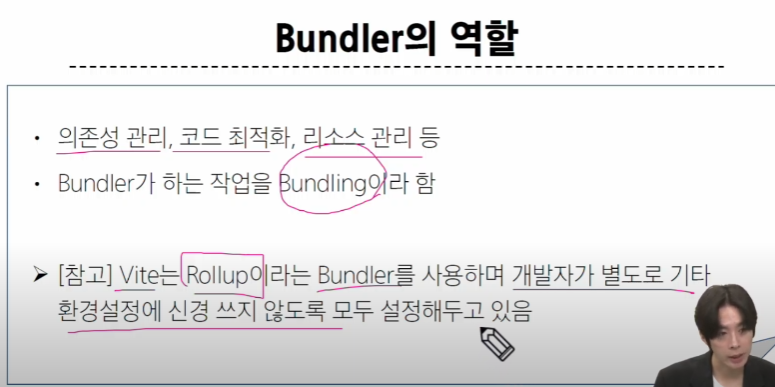 Bundler의 역할
• 의존성 관리, 코드 최적화, 리소스 관리 등
• Bundler가 하는 작업을 Bundling이라 함
➤ [참고] Vite는 Rollup이라는 Bundler를 사용하며 개발자가 별도로 기타
환경설정에 신경 쓰지 않도록 모두 설정해두고 있음